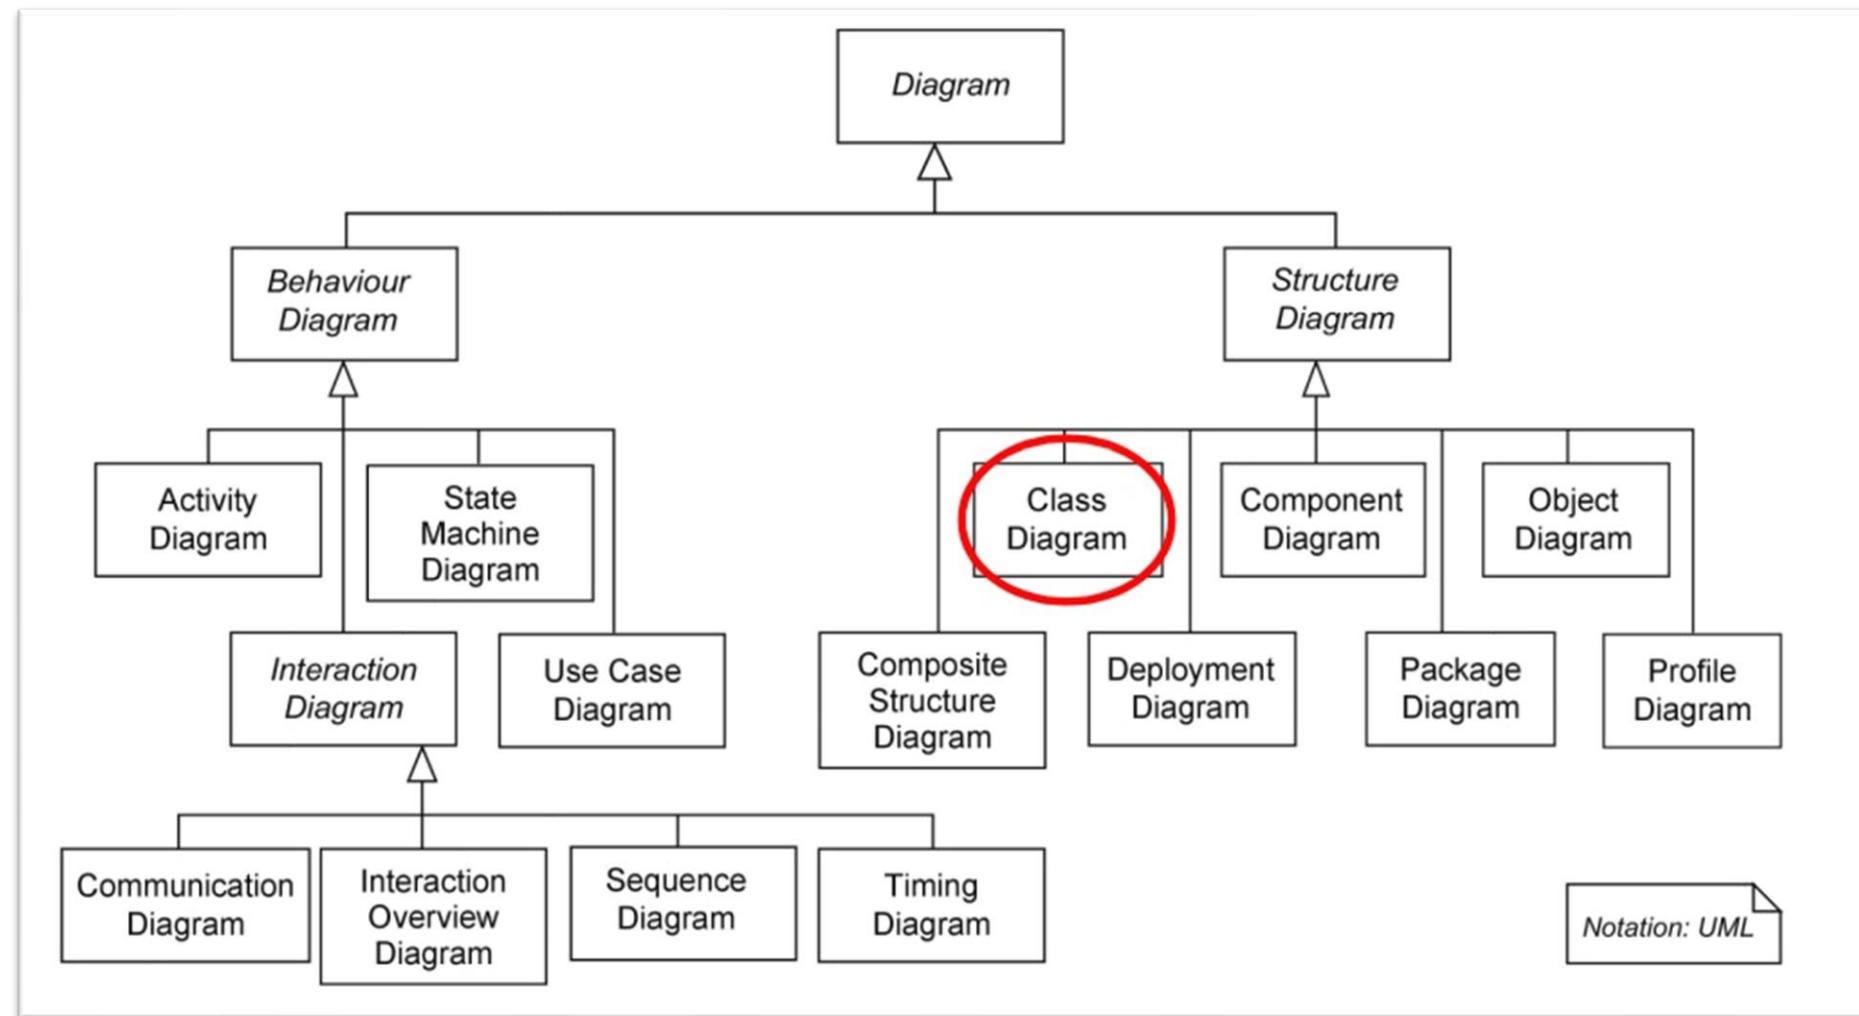 Diagram
Behaviour
Diagram
Structure
Diagram
Activity
Diagram
State
Machine
Diagram
Class
Diagram
Component
Diagram
Object
Diagram
Interaction
Diagram
Use Case
Diagram
Composite
Structure
Diagram
Deployment
Diagram
Package
Diagram
Profile
Diagram
Communication
Diagram
Interaction
Overview
Diagram
Sequence
Diagram
Timing
Diagram
Notation: UML